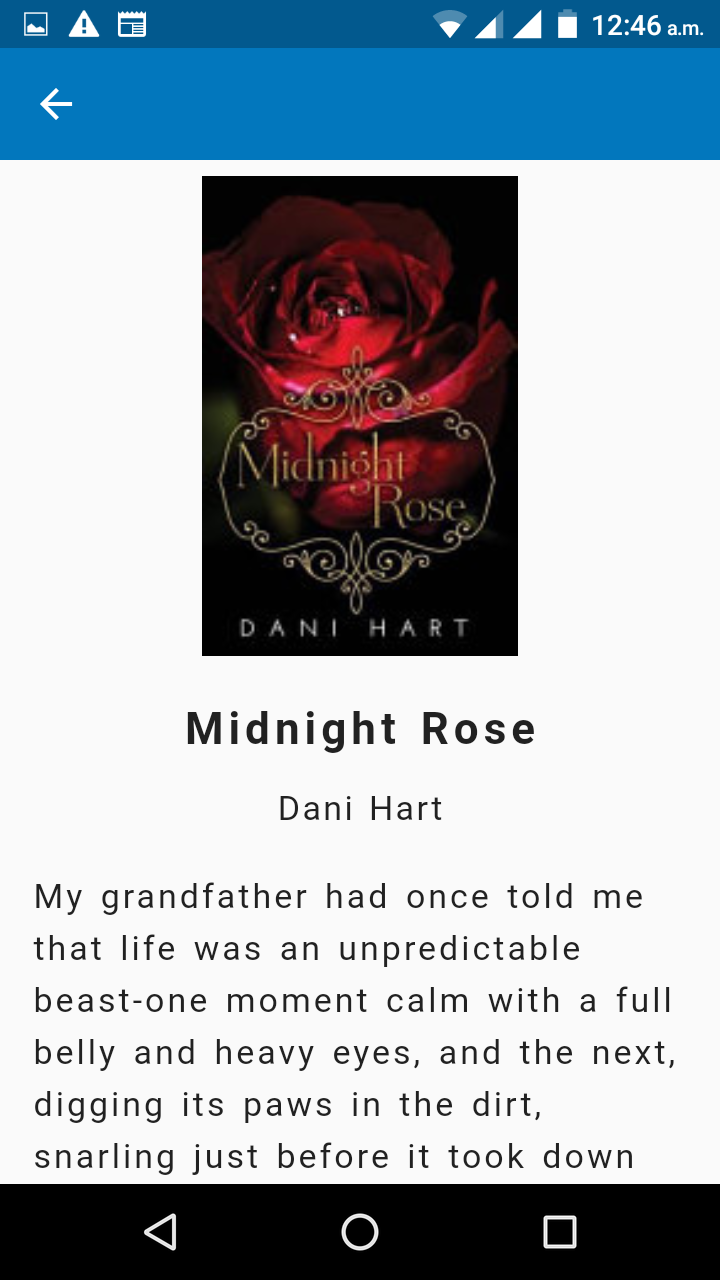 12:46 a.m.
Midnight
Rose
DANI HART
Midnight Rose
Dani Hart
My grandfather had once told me
that life was an unpredictable
beast-one moment calm with a full
belly and heavy eyes, and the next,
digging its paws in the dirt,
snarling just before it took down